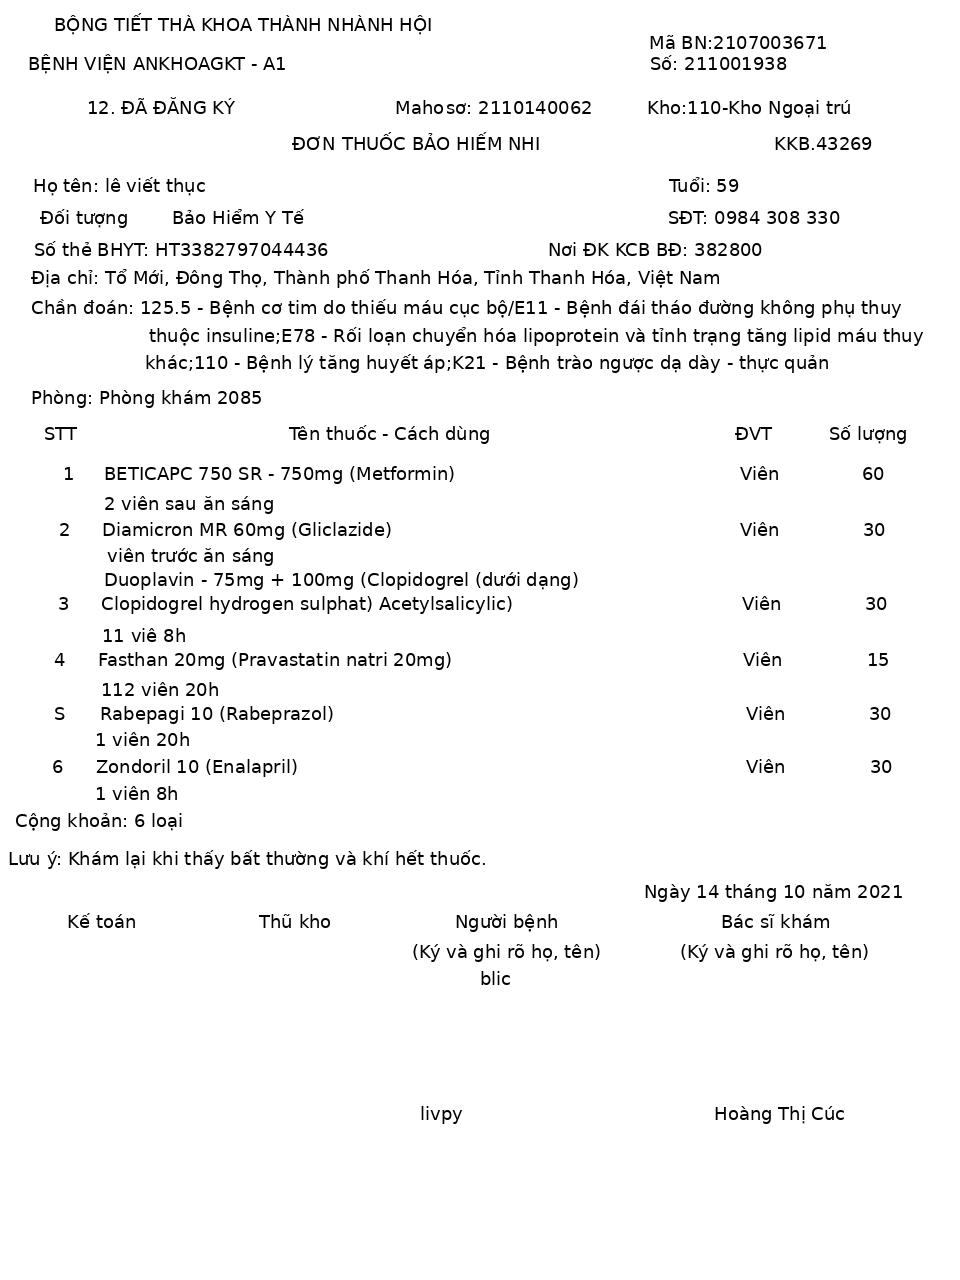 BỘNG TIẾT THÀ KHOA THÀNH NHÀNH HỘI
Mã BN:2107003671
BỆNH VIỆN ANKHOAGKT - A1
Số: 211001938
12. ĐÃ ĐĂNG KÝ Mahosơ: 2110140062 Kho:110-Kho Ngoại trú
ĐƠN THUỐC BẢO HIẾM NHI KKB.43269
Họ tên: lê viết thục Tuổi: 59
Đối tượng Bảo Hiểm Y Tế SĐT: 0984 308 330
Số thẻ BHYT: HT3382797044436 Nơi ĐK KCB BĐ: 382800
Địa chỉ: Tổ Mới, Đông Thọ, Thành phố Thanh Hóa, Tỉnh Thanh Hóa, Việt Nam
Chần đoán: 125.5 - Bệnh cơ tim do thiếu máu cục bộ/E11 - Bệnh đái tháo đường không phụ thuy
thuộc insuline;E78 - Rối loạn chuyển hóa lipoprotein và tỉnh trạng tăng lipid máu thuy
khác;110 - Bệnh lý tăng huyết áp;K21 - Bệnh trào ngược dạ dày - thực quản
Phòng: Phòng khám 2085
STT Tên thuốc - Cách dùng ĐVT Số lượng
1 BETICAPC 750 SR - 750mg (Metformin) Viên 60
2 viên sau ăn sáng
2 Diamicron MR 60mg (Gliclazide) Viên 30
viên trước ăn sáng
Duoplavin - 75mg + 100mg (Clopidogrel (dưới dạng)
3 Clopidogrel hydrogen sulphat) Acetylsalicylic) Viên 30
11 viê 8h
4 Fasthan 20mg (Pravastatin natri 20mg) Viên 15
112 viên 20h
S Rabepagi 10 (Rabeprazol) Viên 30
1 viên 20h
6 Zondoril 10 (Enalapril) Viên 30
1 viên 8h
Cộng khoản: 6 loại
Lưu ý: Khám lại khi thấy bất thường và khí hết thuốc.
Ngày 14 tháng 10 năm 2021
Kế toán Thũ kho Người bệnh Bác sĩ khám
(Ký và ghi rõ họ, tên) (Ký và ghi rõ họ, tên)
blic
livpy Hoàng Thị Cúc